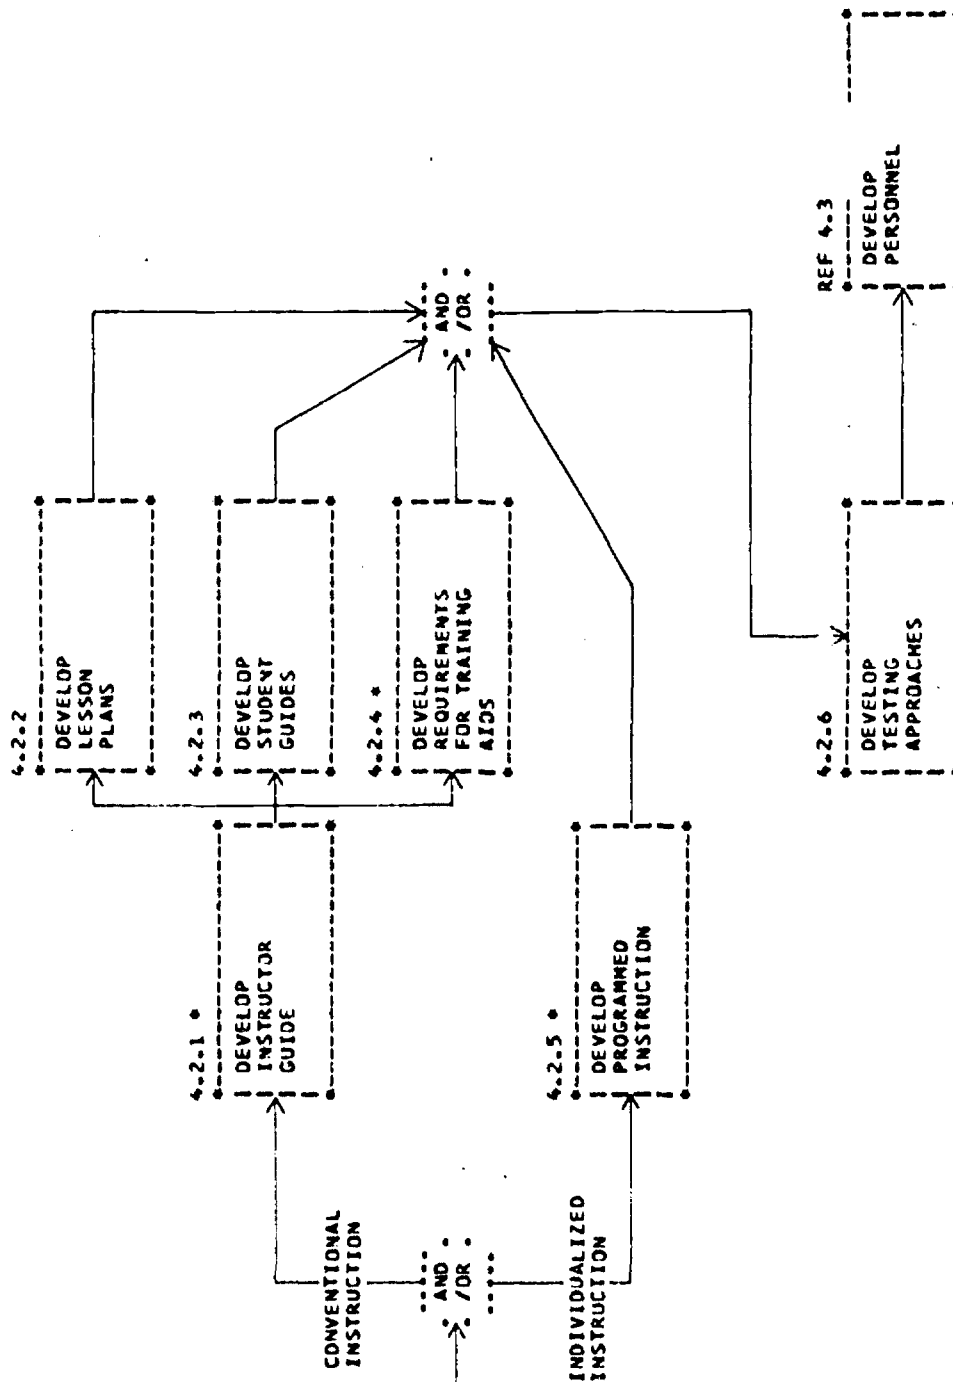 4.2.2
DEVELOP
LESSON
PLANS
4.2.1 *
DEVELOP
INSTRUCTOR
GUIDE
4.2.3
DEVELOP
STUDENT
GUIDES
CONVENTIONAL
INSTRUCTION
4.2.4 *
DEVELOP
REQUIREMENTS
FOR TRAINING
AIDS
AND
/OR
AND
/OR
INDIVIDUALIZED
INSTRUCTION
4.2.5 *
DEVELOP
PROGRAMMED
INSTRUCTION
4.2.6
DEVELOP
TESTING
APPROACHES
REF 4.3
DEVELOP
PERSONNEL